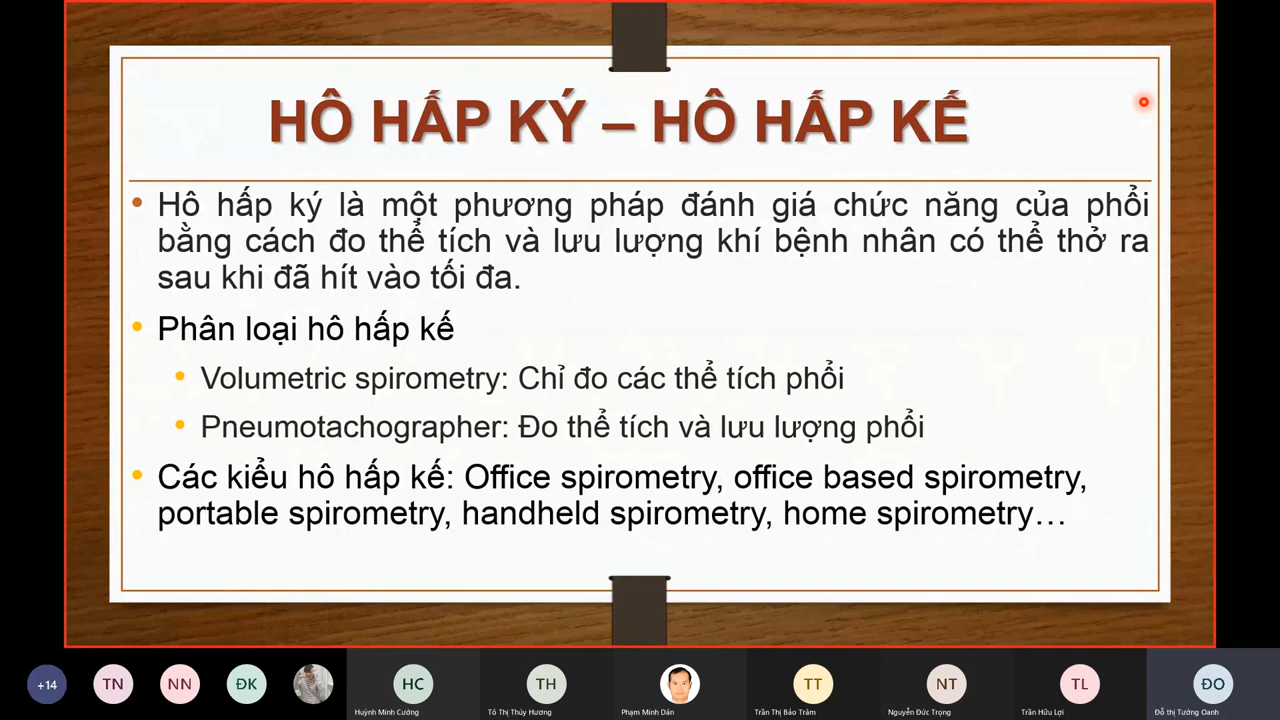 HÔ HẤP KÝ – HÔ HẤP KẾ
• Hô hấp ký là một phương pháp đánh giá chức năng của phổi
bằng cách đo thể tích và lưu lượng khí bệnh nhân có thể thở ra
sau khi đã hít vào tối đa.
• Phân loại hô hấp kế
• Volumetric spirometry: Chỉ đo các thể tích phổi
• Pneumotachographer: Đo thể tích và lưu lượng phổi
• Các kiểu hô hấp kế: Office spirometry, office based spirometry,
portable spirometry, handheld spirometry, home spirometry…
+14 TN NN ĐK HC TH TT NT TL ĐO
Huỳnh Minh Cường Tô Thị Thúy Hương Phạm Minh Dân Trần Thị Bảo Trâm Nguyễn Đức Trọng Trần Hữu Lợi Đỗ thị Tường Oanh